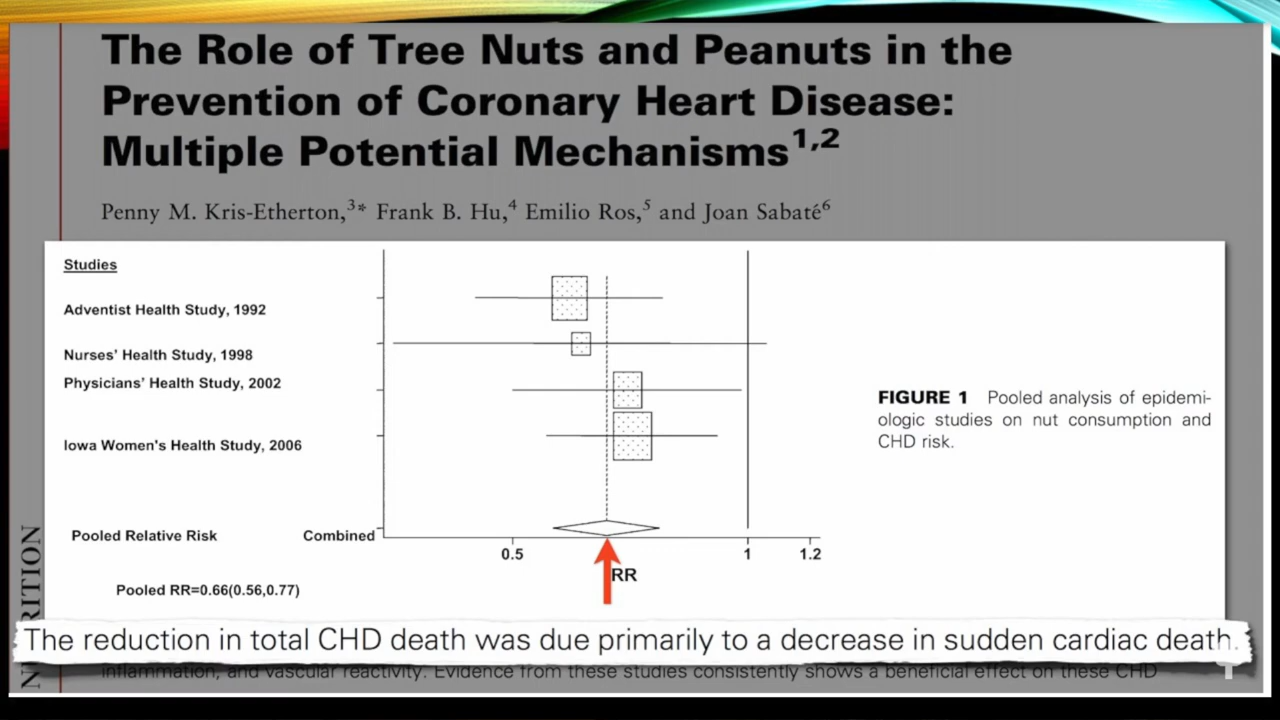 The Role of Tree Nuts and Peanuts in the
Prevention of Coronary Heart Disease:
Multiple Potential Mechanisms1,2
Penny M. Kris-Etherton,3* Frank B. Hu,4 Emilio Ros,5 and Joan Sabaté6
Studies
Adventist Health Study, 1992
Nurses' Health Study, 1998
Physicians' Health Study, 2002
Iowa Women's Health Study, 2006
Pooled Relative Risk
Combined
Pooled RR=0.66(0.56,0.77)
0.5
1
1.2
RR
FIGURE 1 Pooled analysis of epidemi-
ologic studies on nut consumption and
CHD risk.
The reduction in total CHD death was due primarily to a decrease in sudden cardiac death.
inflammation, and vascular reactivity. Evidence from these studies consistently shows a beneficial effect on these CHD